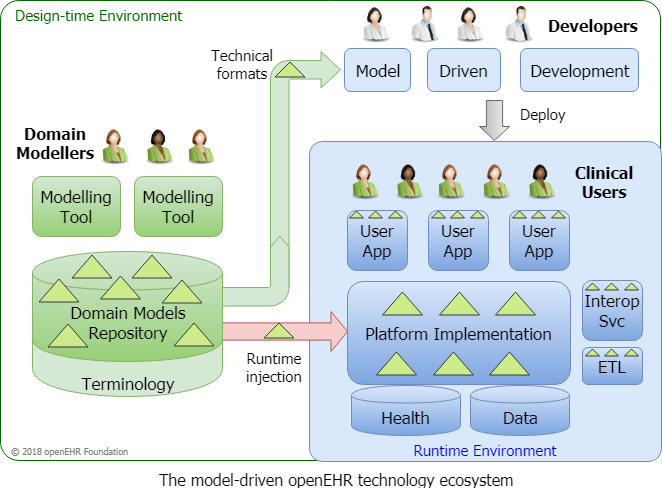 Design-time Environment
Developers
Technical
formats
Model
Driven
Development
Deploy
Domain
Modellers
Clinical
Users
Modelling
Tool
Modelling
Tool
User
App
User
App
User
App
Domain Models
Repository
Platform Implementation
Interop
Svc
Runtime
injection
ETL
Terminology
Health
Data
© 2018 openEHR Foundation
Runtime Environment
The model-driven openEHR technology ecosystem